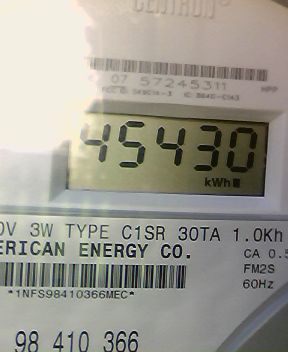 CENTRON®
07 57245311
HPP
45430
kWh
0V 3W TYPE C1SR 30TA 1.0Kh
ERICAN ENERGY CO.
CA 0.5
FM2S
*1NFS98410366MEC*
60Hz
98 410 366